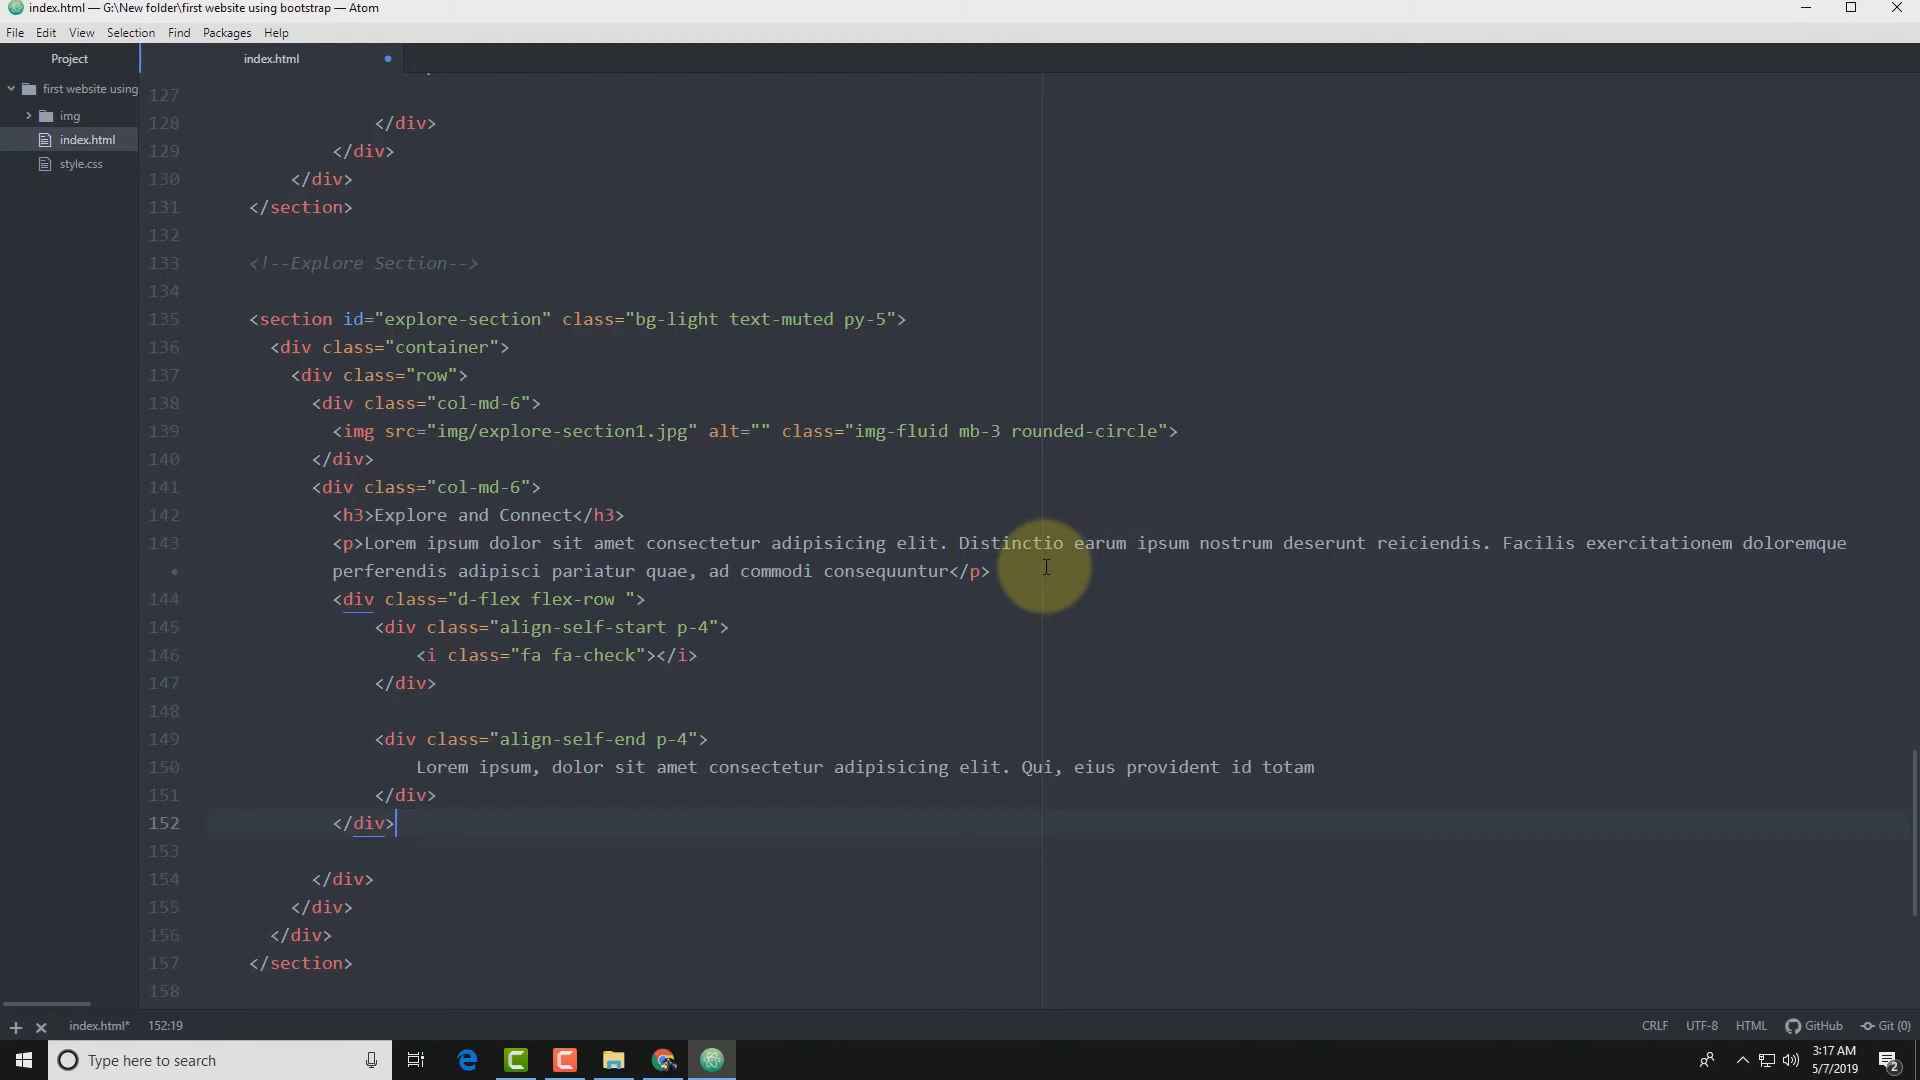 index.html — G:\New folder\first website using bootstrap — Atom
File Edit View Selection Find Packages Help
Project
index.html
first website using
img
index.html
style.css
127
128 </div>
129 </div>
130 </div>
131 </section>
132
133 <!--Explore Section-->
134
135 <section id="explore-section" class="bg-light text-muted py-5">
136 <div class="container">
137 <div class="row">
138 <div class="col-md-6">
139 <img src="img/explore-section1.jpg" alt="" class="img-fluid mb-3 rounded-circle">
140 </div>
141 <div class="col-md-6">
142 <h3>Explore and Connect</h3>
143 <p>Lorem ipsum dolor sit amet consectetur adipisicing elit. Distinctio earum ipsum nostrum deserunt reiciendis. Facilis exercitationem doloremque
• perferendis adipisci pariatur quae, ad commodi consequuntur</p>
144 <div class="d-flex flex-row ">
145 <div class="align-self-start p-4">
146 <i class="fa fa-check"></i>
147 </div>
148
149 <div class="align-self-end p-4">
150 Lorem ipsum, dolor sit amet consectetur adipisicing elit. Qui, eius provident id totam
151 </div>
152 </div>
153
154 </div>
155 </div>
156 </div>
157 </section>
158
index.html* 152:19 CRLF UTF-8 HTML GitHub Git (0)
Type here to search
3:17 AM
5/7/2019
2